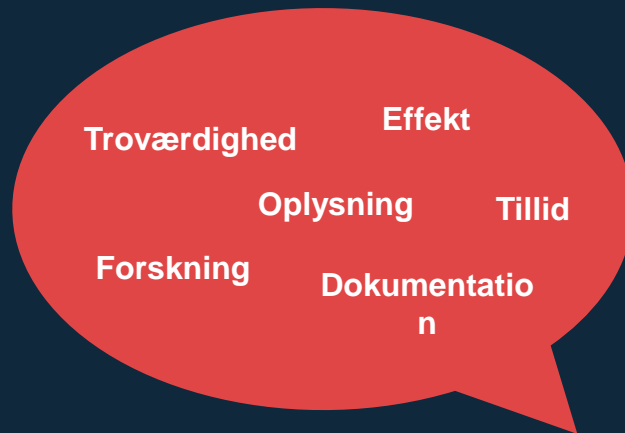 Troværdighed
Effekt
Oplysning
Tillid
Forskning
Dokumentatio
n